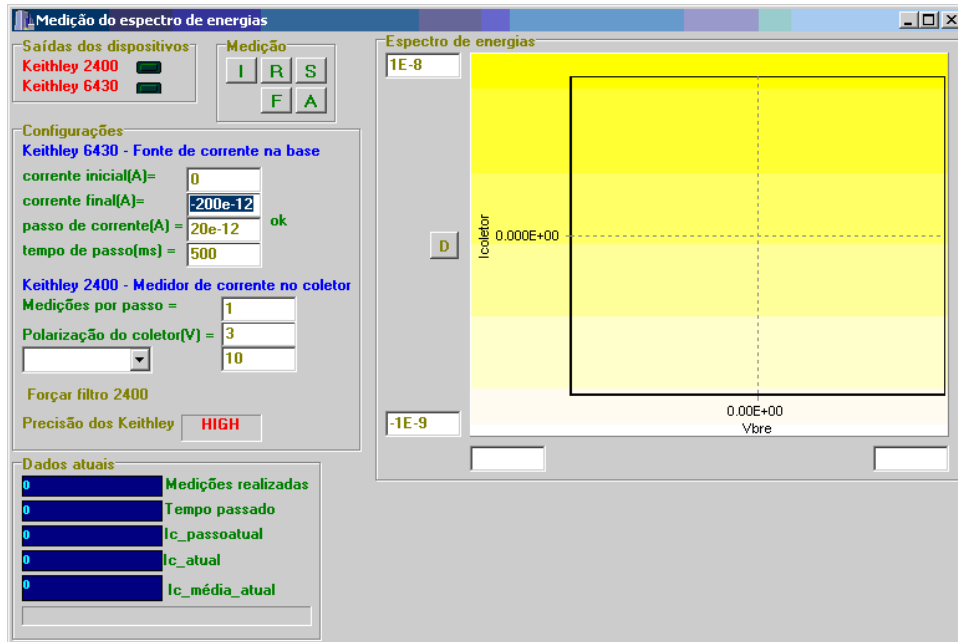 Medição do espectro de energias
Saídas dos dispositivos
Keithley 2400
Keithley 6430
Medição
I R S
F A
Configurações
Keithley 6430 - Fonte de corrente na base
corrente inicial(A)= 0
corrente final(A)= -200e-12
passo de corrente(A) = 20e-12 ok
tempo de passo(ms) = 500
Keithley 2400 - Medidor de corrente no coletor
Medições por passo = 1
Polarização do coletor(V) = 3
10
Forçar filtro 2400
Precisão dos Keithley HIGH
Dados atuais
0 Medições realizadas
0 Tempo passado
0 Ic_passoatual
0 Ic_atual
0 Ic_média_atual
Espectro de energias
1E-8
D
Icoletor
0.000E+00
-1E-9
0.00E+00
Vbre